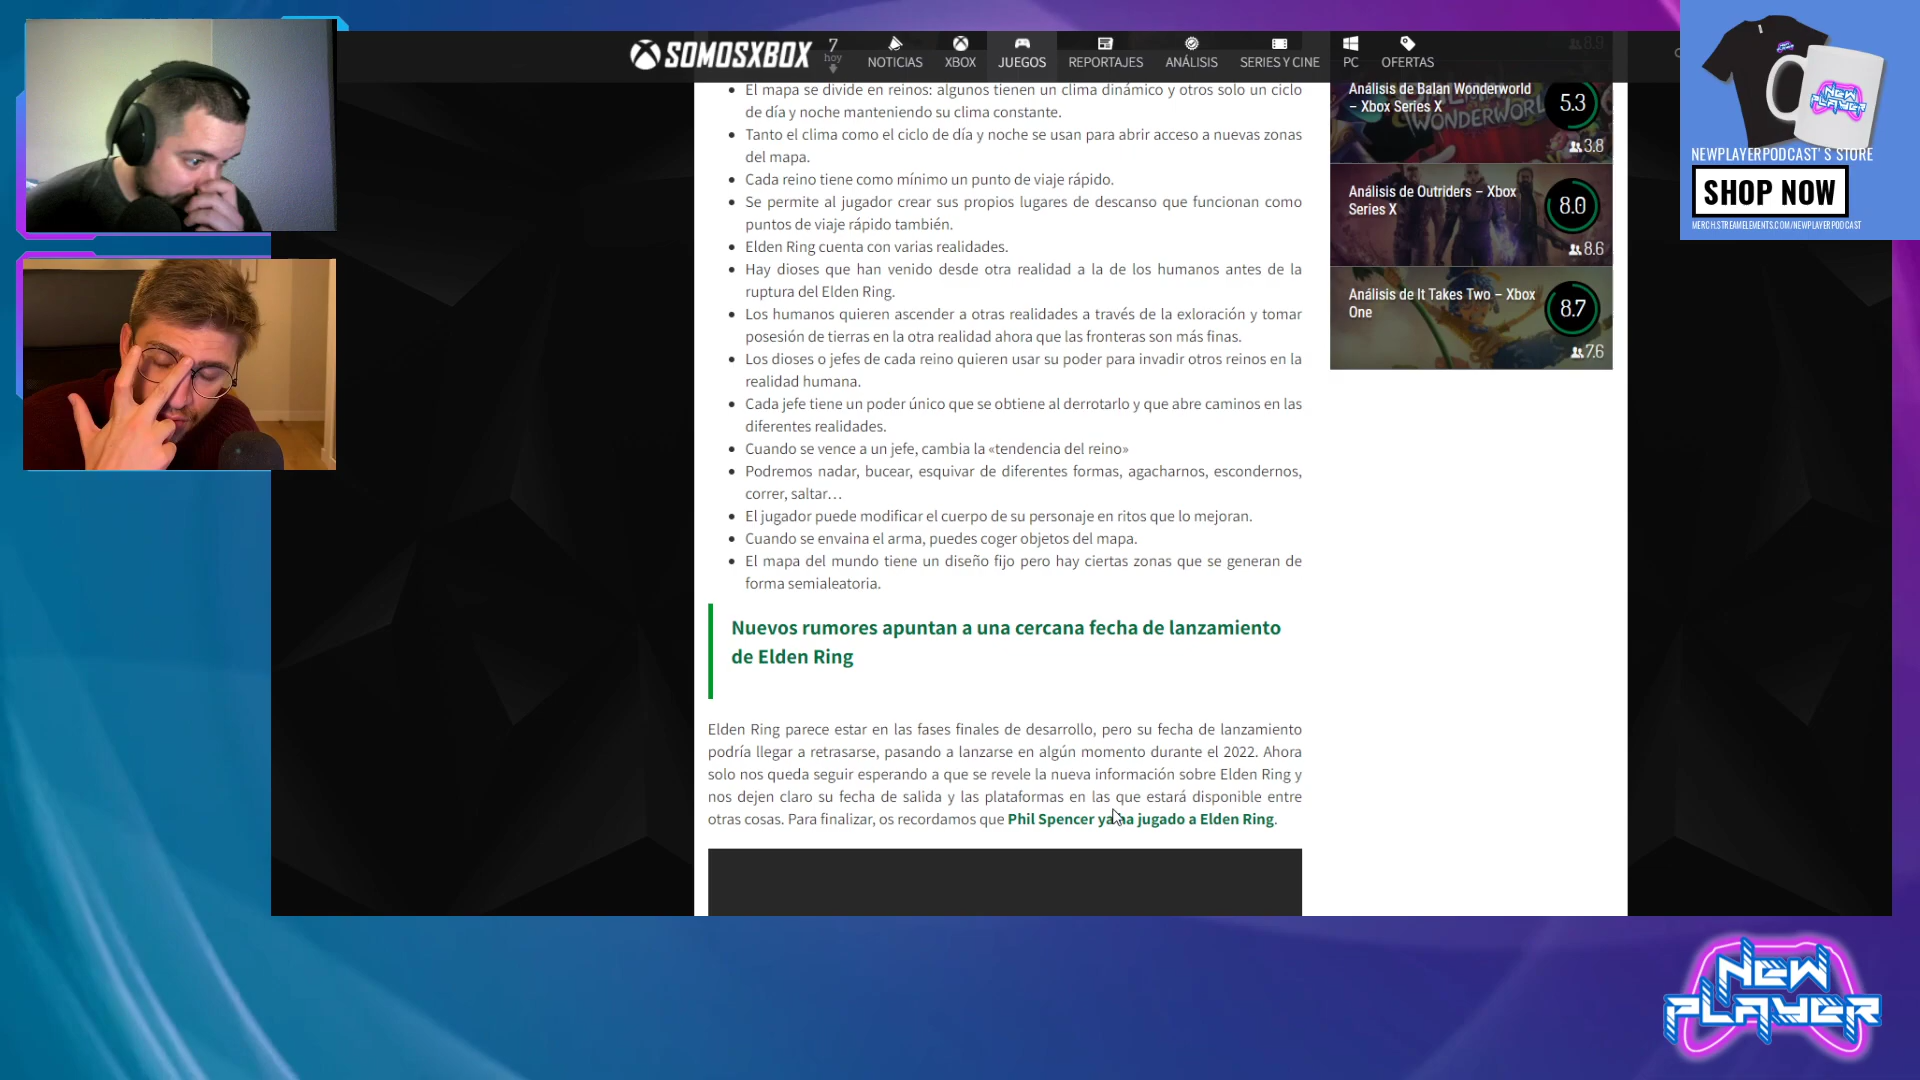 SOMOSXBOX
7
hoy
NOTICIAS
XBOX
JUEGOS
REPORTAJES
ANÁLISIS
SERIES Y CINE
PC
OFERTAS
El mapa se divide en reinos: algunos tienen un clima dinámico y otros solo un ciclo
de día y noche manteniendo su clima constante.
Tanto el clima como el ciclo de día y noche se usan para abrir acceso a nuevas zonas
del mapa.
Cada reino tiene como mínimo un punto de viaje rápido.
Se permite al jugador crear sus propios lugares de descanso que funcionan como
puntos de viaje rápido también.
Elden Ring cuenta con varias realidades.
Hay dioses que han venido desde otra realidad a la de los humanos antes de la
ruptura del Elden Ring.
Los humanos quieren ascender a otras realidades a través de la exloración y tomar
posesión de tierras en la otra realidad ahora que las fronteras son más finas.
Los dioses o jefes de cada reino quieren usar su poder para invadir otros reinos en la
realidad humana.
Cada jefe tiene un poder único que se obtiene al derrotarlo y que abre caminos en las
diferentes realidades.
Cuando se vence a un jefe, cambia la «tendencia del reino»
Podremos nadar, bucear, esquivar de diferentes formas, agacharnos, escondernos,
correr, saltar…
El jugador puede modificar el cuerpo de su personaje en ritos que lo mejoran.
Cuando se envaina el arma, puedes coger objetos del mapa.
El mapa del mundo tiene un diseño fijo pero hay ciertas zonas que se generan de
forma semialeatoria.
Nuevos rumores apuntan a una cercana fecha de lanzamiento
de Elden Ring
Elden Ring parece estar en las fases finales de desarrollo, pero su fecha de lanzamiento
podría llegar a retrasarse, pasando a lanzarse en algún momento durante el 2022. Ahora
solo nos queda seguir esperando a que se revele la nueva información sobre Elden Ring y
nos dejen claro su fecha de salida y las plataformas en las que estará disponible entre
otras cosas. Para finalizar, os recordamos que Phil Spencer ya ha jugado a Elden Ring.
8.9
Análisis de Balan Wonderworld
– Xbox Series X
5.3
WONDERWORLD
3.8
Análisis de Outriders – Xbox
Series X
8.0
8.6
Análisis de It Takes Two – Xbox
One
8.7
7.6
NEW
PLAYER
NEWPLAYERPODCAST'S STORE
SHOP NOW
MERCH.STREAMELEMENTS.COM/NEWPLAYERPODCAST
NEW
PLAYER